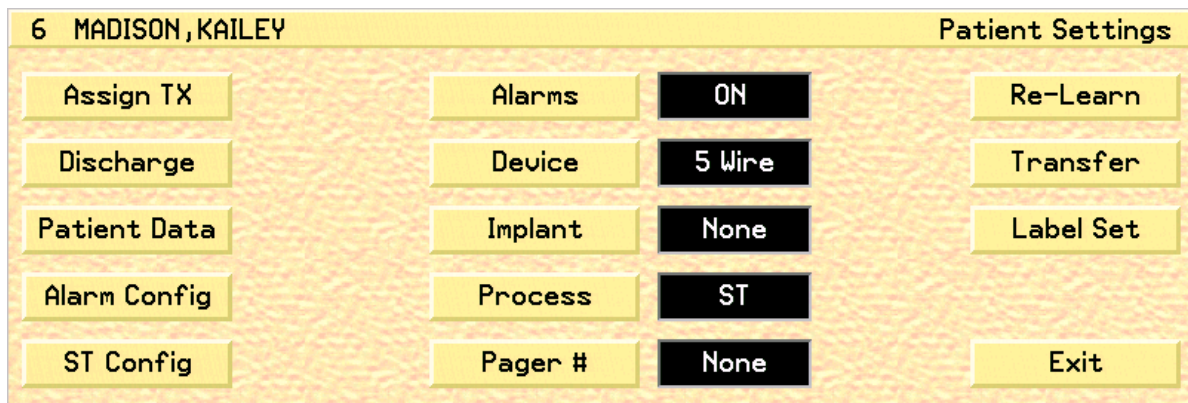 6 MADISON,KAILEY Patient Settings
Assign TX Alarms ON Re-Learn
Discharge Device 5 Wire Transfer
Patient Data Implant None Label Set
Alarm Config Process ST
ST Config Pager # None Exit